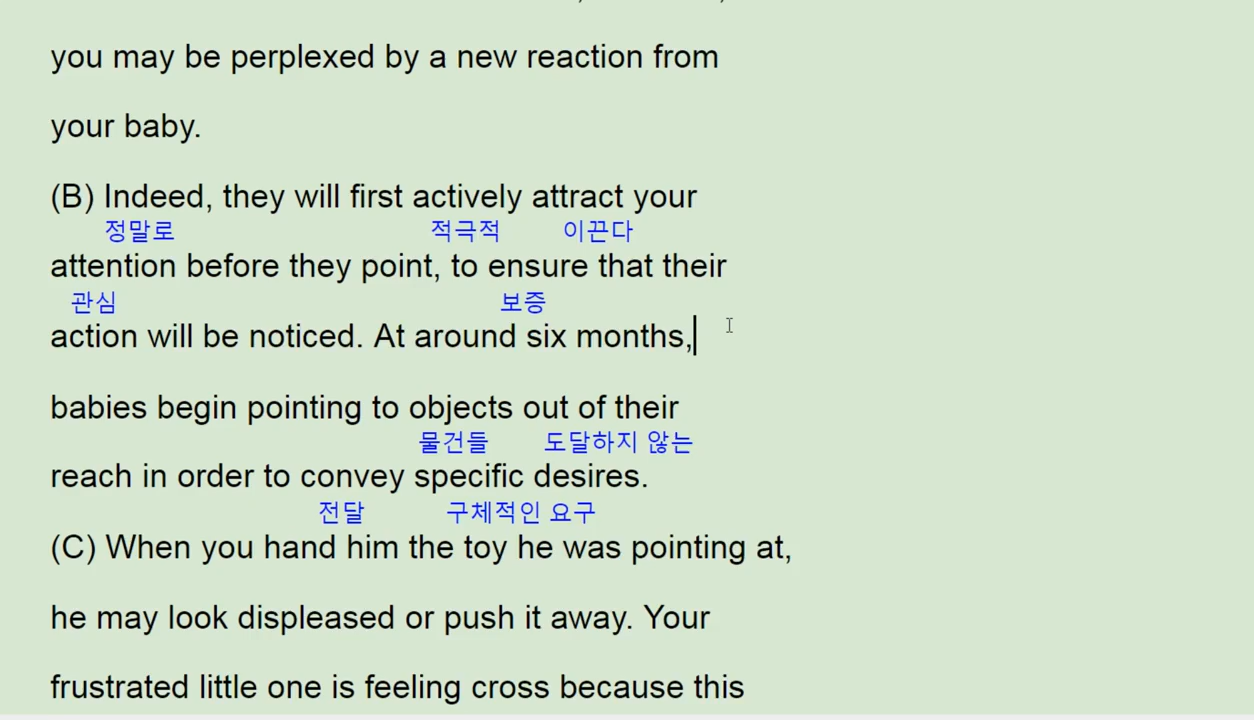 you may be perplexed by a new reaction from
your baby.
(B) Indeed, they will first actively attract your
정말로 적극적 이끈다
attention before they point, to ensure that their
관심 보증
action will be noticed. At around six months,
babies begin pointing to objects out of their
물건들 도달하지 않는
reach in order to convey specific desires.
전달 구체적인 요구
(C) When you hand him the toy he was pointing at,
he may look displeased or push it away. Your
frustrated little one is feeling cross because this